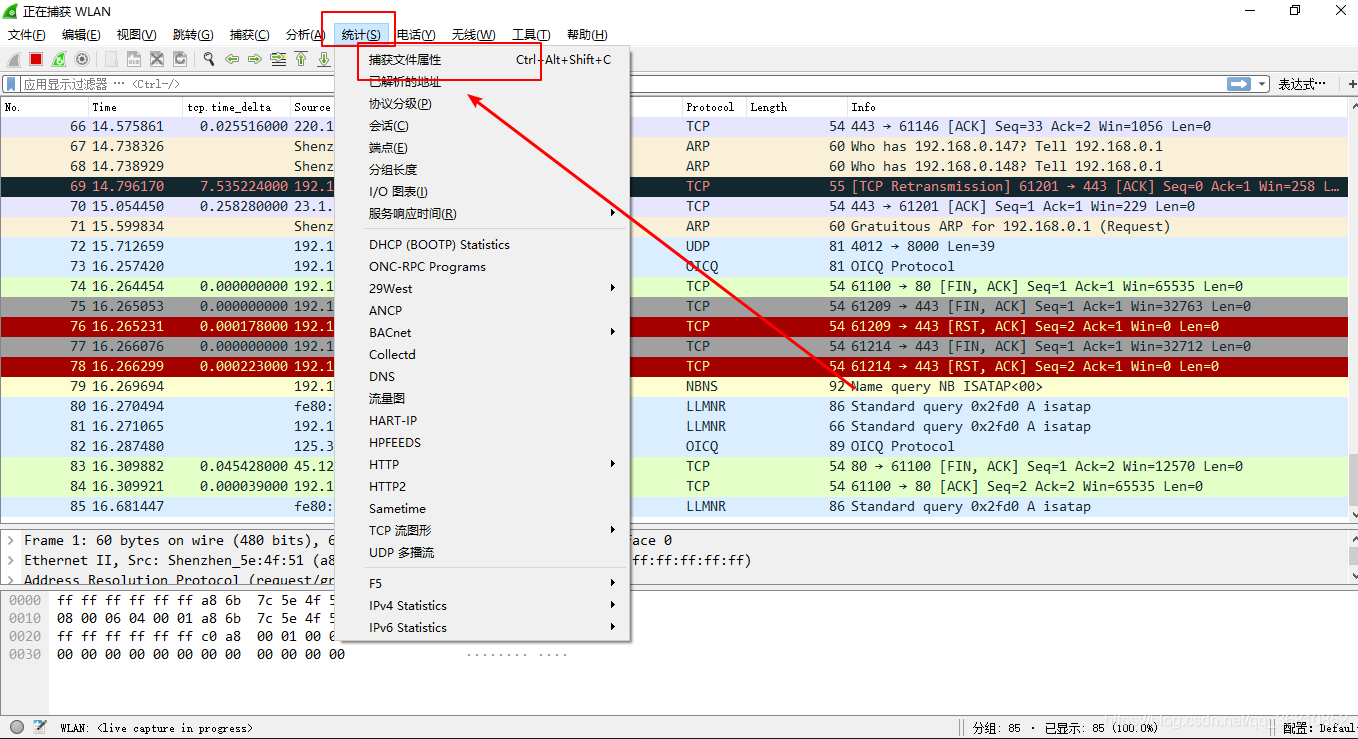 正在捕获 WLAN
文件(F) 编辑(E) 视图(V) 跳转(G) 捕获(C) 分析(A) 统计(S) 电话(Y) 无线(W) 工具(T) 帮助(H)
应用显示过滤器 … <Ctrl-/> 表达式…
No. Time tcp.time_delta Source Protocol Length Info
66 14.575861 0.025516000 220.1 TCP 54 443 → 61146 [ACK] Seq=33 Ack=2 Win=1056 Len=0
67 14.738326 Shenz ARP 60 Who has 192.168.0.147? Tell 192.168.0.1
68 14.738929 Shenz ARP 60 Who has 192.168.0.148? Tell 192.168.0.1
69 14.796170 7.535224000 192.1 TCP 55 [TCP Retransmission] 61201 → 443 [ACK] Seq=0 Ack=1 Win=258 L…
70 15.054450 0.258280000 23.1. TCP 54 443 → 61201 [ACK] Seq=1 Ack=1 Win=229 Len=0
71 15.599834 Shenz ARP 60 Gratuitous ARP for 192.168.0.1 (Request)
72 15.712659 192.1 UDP 81 4012 → 8000 Len=39
73 16.257420 192.1 OICQ 81 OICQ Protocol
74 16.264454 0.000000000 192.1 TCP 54 61100 → 80 [FIN, ACK] Seq=1 Ack=1 Win=65535 Len=0
75 16.265053 0.000000000 192.1 TCP 54 61209 → 443 [FIN, ACK] Seq=1 Ack=1 Win=32763 Len=0
76 16.265231 0.000178000 192.1 TCP 54 61209 → 443 [RST, ACK] Seq=2 Ack=1 Win=0 Len=0
77 16.266076 0.000000000 192.1 TCP 54 61214 → 443 [FIN, ACK] Seq=1 Ack=1 Win=32712 Len=0
78 16.266299 0.000223000 192.1 TCP 54 61214 → 443 [RST, ACK] Seq=2 Ack=1 Win=0 Len=0
79 16.269694 192.1 NBNS 92 Name query NB ISATAP<00>
80 16.270494 fe80: LLMNR 86 Standard query 0x2fd0 A isatap
81 16.271065 192.1 LLMNR 66 Standard query 0x2fd0 A isatap
82 16.287480 125.3 OICQ 89 OICQ Protocol
83 16.309882 0.045428000 45.12 TCP 54 80 → 61100 [FIN, ACK] Seq=1 Ack=2 Win=12570 Len=0
84 16.309921 0.000039000 192.1 TCP 54 61100 → 80 [ACK] Seq=2 Ack=2 Win=65535 Len=0
85 16.681447 fe80: LLMNR 86 Standard query 0x2fd0 A isatap
捕获文件属性 Ctrl+Alt+Shift+C
已解析的地址
协议分级(P)
会话(C)
端点(E)
分组长度
I/O 图表(I)
服务响应时间(R)
DHCP (BOOTP) Statistics
ONC-RPC Programs
29West
ANCP
BACnet
Collectd
DNS
流量图
HART-IP
HPFEEDS
HTTP
HTTP2
Sametime
TCP 流图形
UDP 多播流
F5
IPv4 Statistics
IPv6 Statistics
Frame 1: 60 bytes on wire (480 bits), 6 face 0
Ethernet II, Src: Shenzhen_5e:4f:51 (a8 ff:ff:ff:ff:ff)
Address Resolution Protocol (request/gr
0000 ff ff ff ff ff ff a8 6b 7c 5e 4f 5
0010 08 00 06 04 00 01 a8 6b 7c 5e 4f 5
0020 ff ff ff ff ff ff c0 a8 00 01 00 0
0030 00 00 00 00 00 00 00 00 00 00 00 00 ········ ····
WLAN: <live capture in progress> 分组: 85 · 已显示: 85 (100.0%) 配置: Defaul